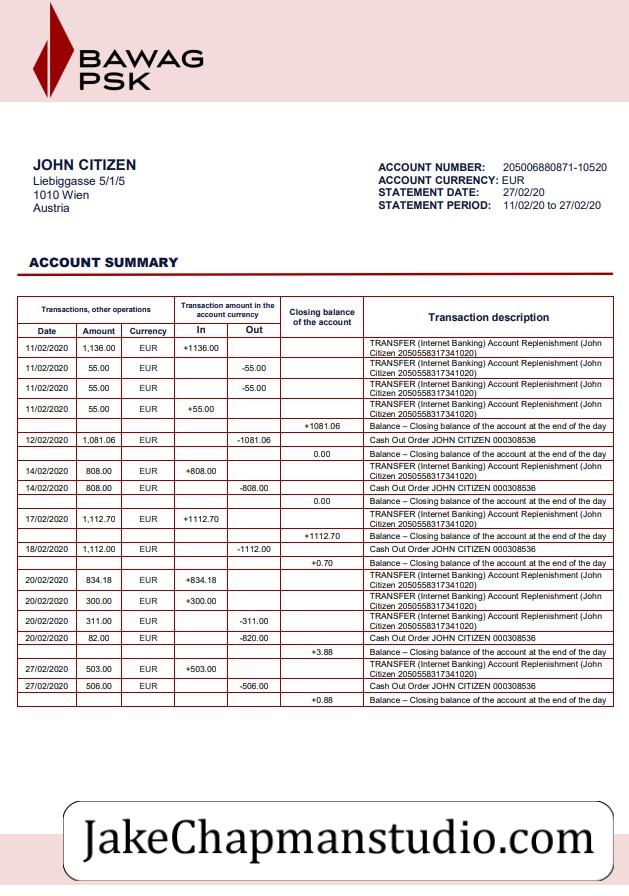 BAWAG
PSK
JOHN CITIZEN
Liebiggasse 5/1/5
1010 Wien
Austria
ACCOUNT NUMBER: 205006880871-10520
ACCOUNT CURRENCY: EUR
STATEMENT DATE: 27/02/20
STATEMENT PERIOD: 11/02/20 to 27/02/20
ACCOUNT SUMMARY
Transactions, other operations
Transaction amount in the
account currency
Closing balance
of the account
Transaction description
Date Amount Currency In Out
11/02/2020 1,136.00 EUR +1136.00 TRANSFER (Internet Banking) Account Replenishment (John
Citizen 2050558317341020)
11/02/2020 55.00 EUR -55.00 TRANSFER (Internet Banking) Account Replenishment (John
Citizen 2050558317341020)
11/02/2020 55.00 EUR -55.00 TRANSFER (Internet Banking) Account Replenishment (John
Citizen 2050558317341020)
11/02/2020 55.00 EUR +55.00 TRANSFER (Internet Banking) Account Replenishment (John
Citizen 2050558317341020)
+1081.06 Balance – Closing balance of the account at the end of the day
12/02/2020 1,081.06 EUR -1081.06 Cash Out Order JOHN CITIZEN 000308536
0.00 Balance – Closing balance of the account at the end of the day
14/02/2020 808.00 EUR +808.00 TRANSFER (Internet Banking) Account Replenishment (John
Citizen 2050558317341020)
14/02/2020 808.00 EUR -808.00 Cash Out Order JOHN CITIZEN 000308536
0.00 Balance – Closing balance of the account at the end of the day
17/02/2020 1,112.70 EUR +1112.70 TRANSFER (Internet Banking) Account Replenishment (John
Citizen 2050558317341020)
+1112.70 Balance – Closing balance of the account at the end of the day
18/02/2020 1,112.00 EUR -1112.00 Cash Out Order JOHN CITIZEN 000308536
+0.70 Balance – Closing balance of the account at the end of the day
20/02/2020 834.18 EUR +834.18 TRANSFER (Internet Banking) Account Replenishment (John
Citizen 2050558317341020)
20/02/2020 300.00 EUR +300.00 TRANSFER (Internet Banking) Account Replenishment (John
Citizen 2050558317341020)
20/02/2020 311.00 EUR -311.00 TRANSFER (Internet Banking) Account Replenishment (John
Citizen 2050558317341020)
20/02/2020 82.00 EUR -820.00 Cash Out Order JOHN CITIZEN 000308536
+3.88 Balance – Closing balance of the account at the end of the day
27/02/2020 503.00 EUR +503.00 TRANSFER (Internet Banking) Account Replenishment (John
Citizen 2050558317341020)
27/02/2020 506.00 EUR -506.00 Cash Out Order JOHN CITIZEN 000308536
+0.88 Balance – Closing balance of the account at the end of the day
JakeChapmanstudio.com